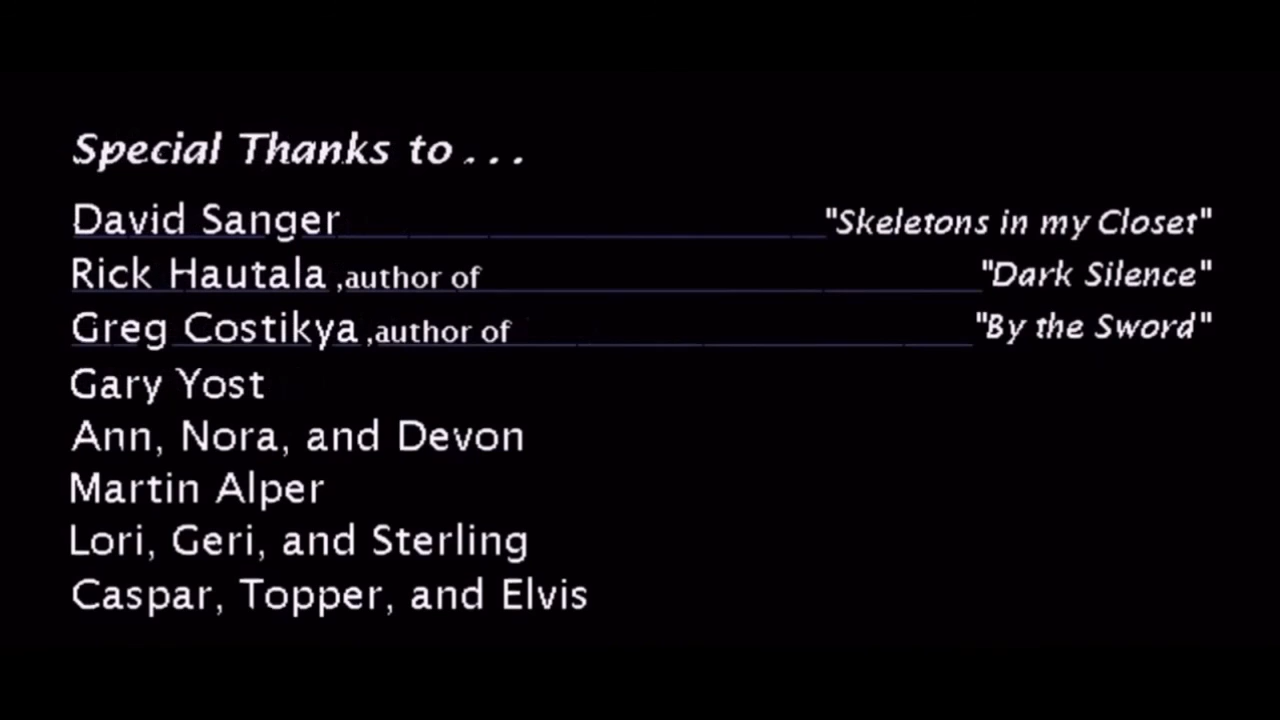 Special Thanks to . . .
David Sanger "Skeletons in my Closet"
Rick Hautala ,author of "Dark Silence"
Greg Costikya ,author of "By the Sword"
Gary Yost
Ann, Nora, and Devon
Martin Alper
Lori, Geri, and Sterling
Caspar, Topper, and Elvis